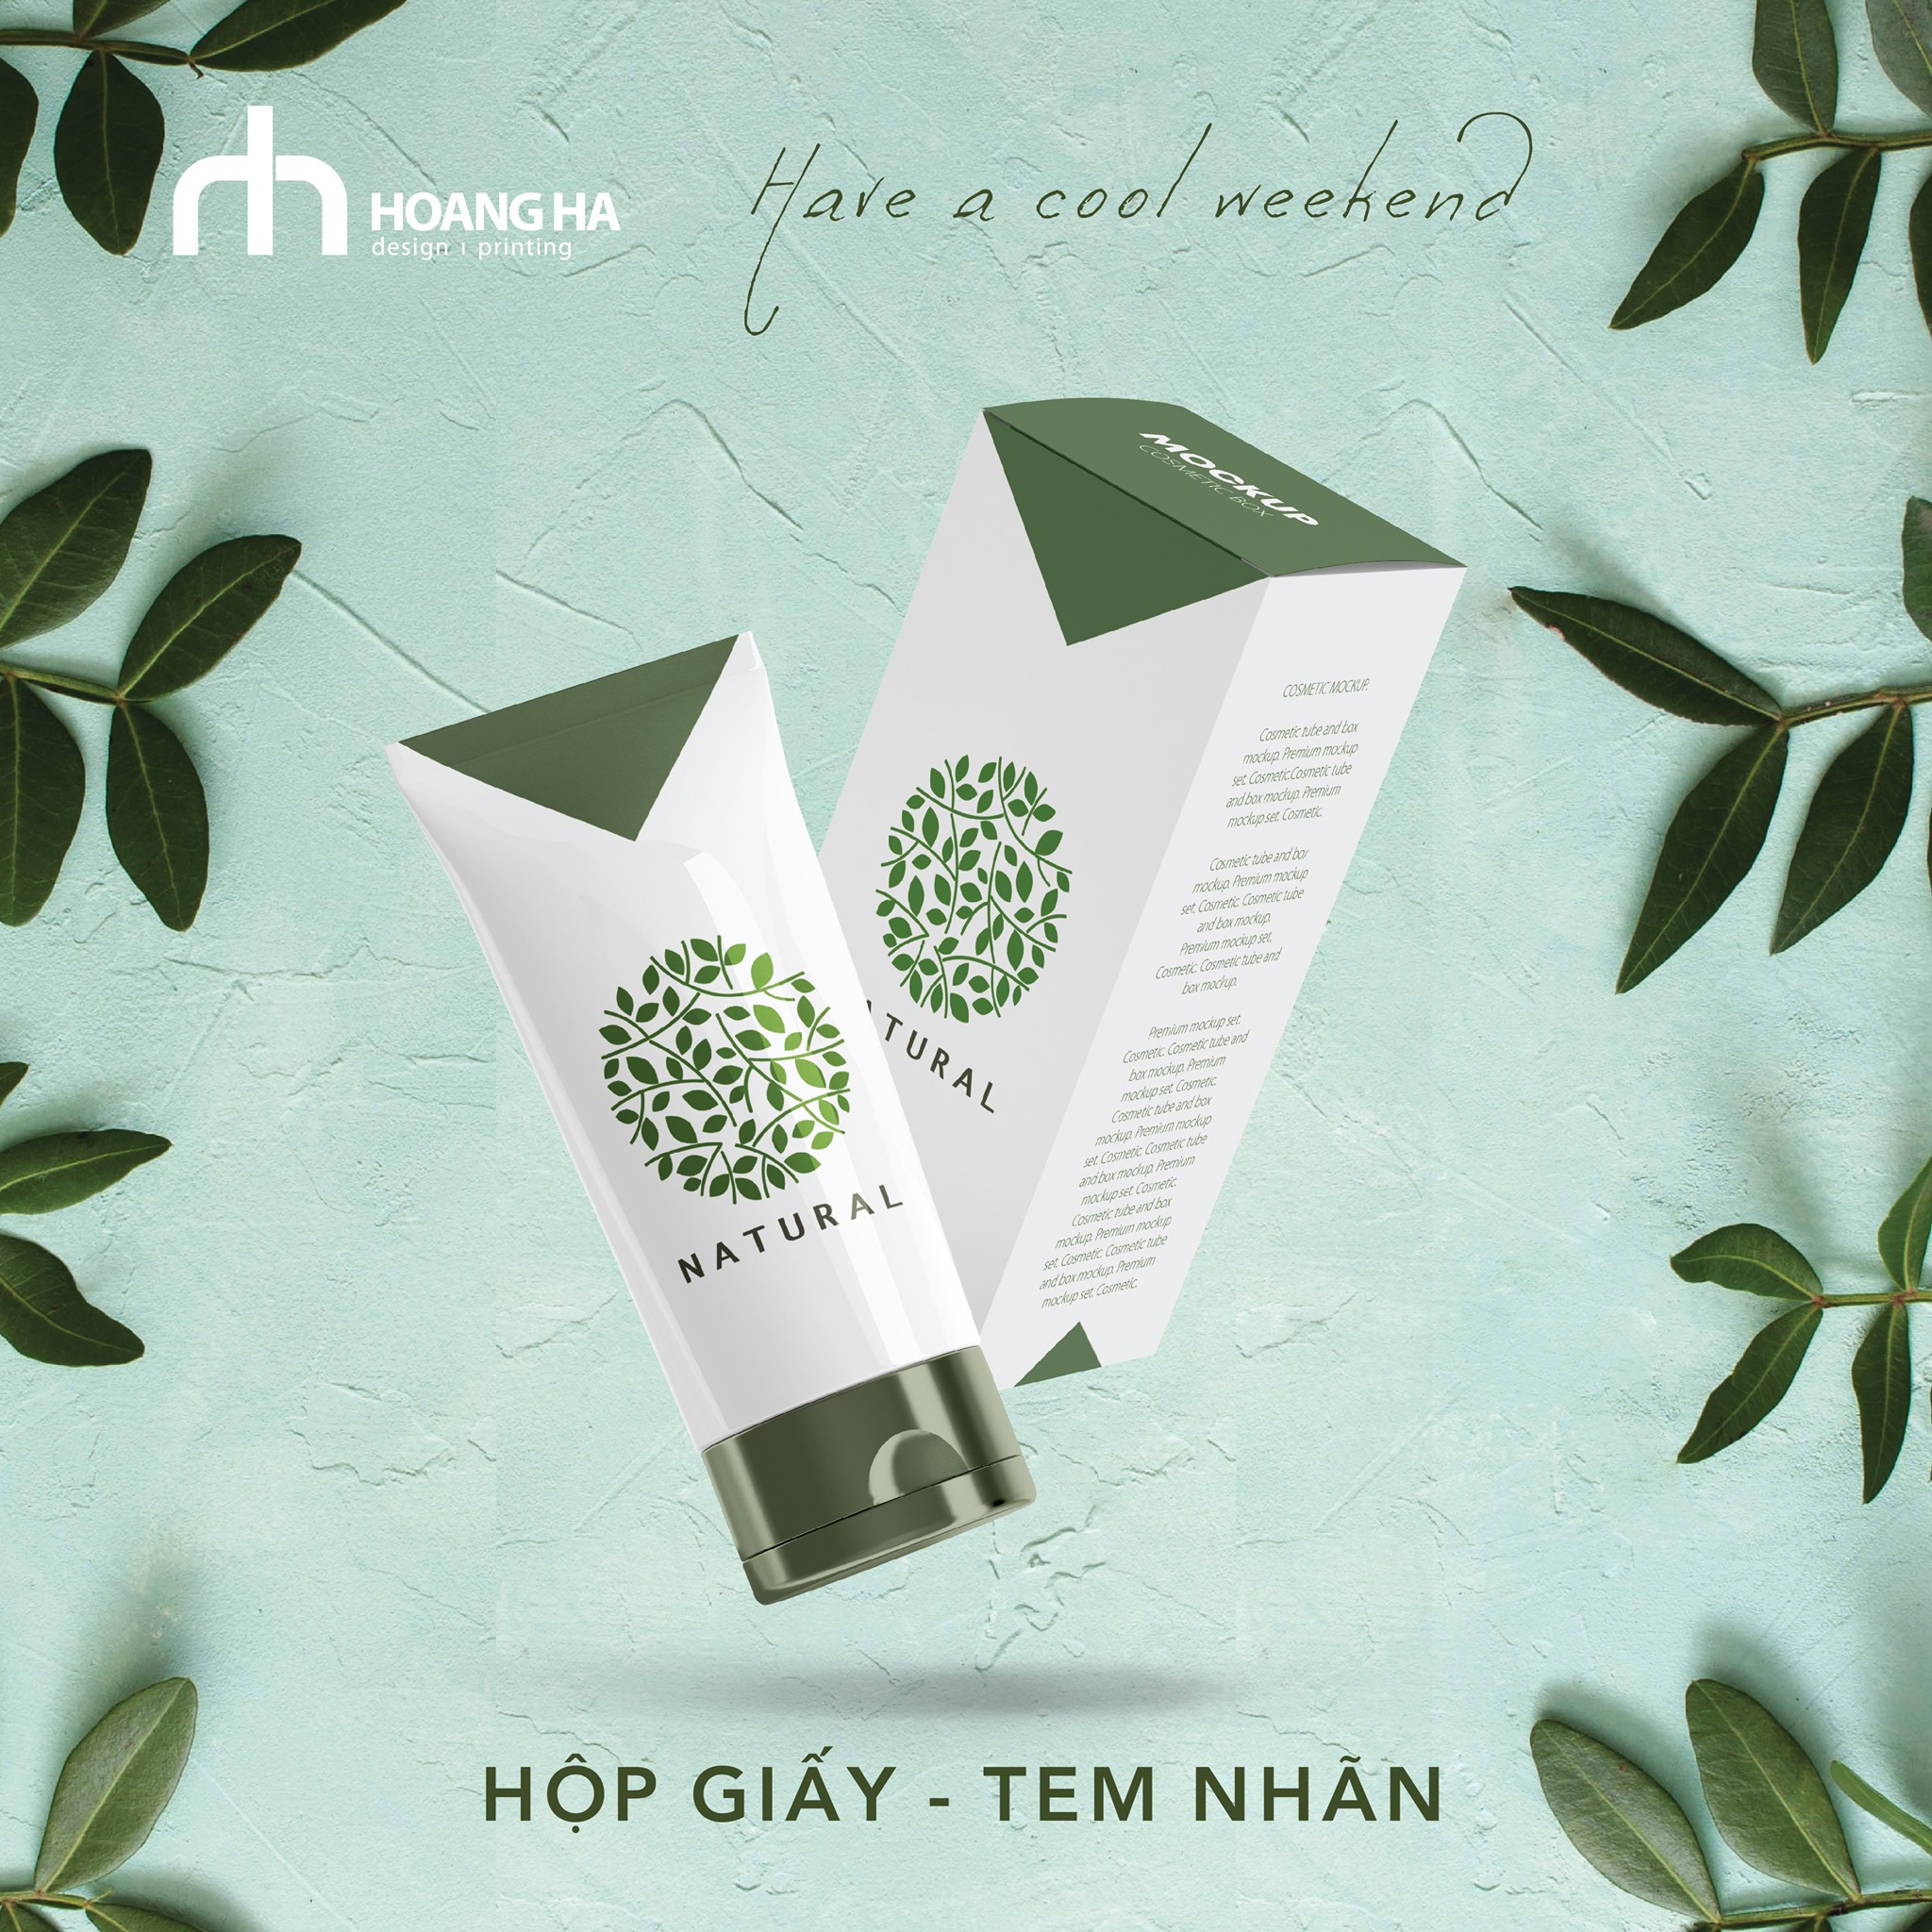 HOANG HA
design ı printing
Have a cool weekend
MOCKUP
COSMETIC BOX
COSMETIC MOCKUP.
Cosmetic tube and box
mockup. Premium mockup
set. Cosmetic.Cosmetic tube
and box mockup. Premium
mockup set. Cosmetic.
Cosmetic tube and box
mockup. Premium mockup
set. Cosmetic. Cosmetic tube
and box mockup.
Premium mockup set.
Cosmetic. Cosmetic tube and
box mockup.
Premium mockup set.
Cosmetic. Cosmetic tube and
box mockup. Premium
mockup set. Cosmetic.
Cosmetic tube and box
mockup. Premium mockup
set. Cosmetic. Cosmetic tube
and box mockup. Premium
mockup set. Cosmetic.
Cosmetic tube and box
mockup. Premium mockup
set. Cosmetic. Cosmetic tube
and box mockup. Premium
mockup set. Cosmetic.
ATURAL
NATURAL
HỘP GIẤY - TEM NHÃN